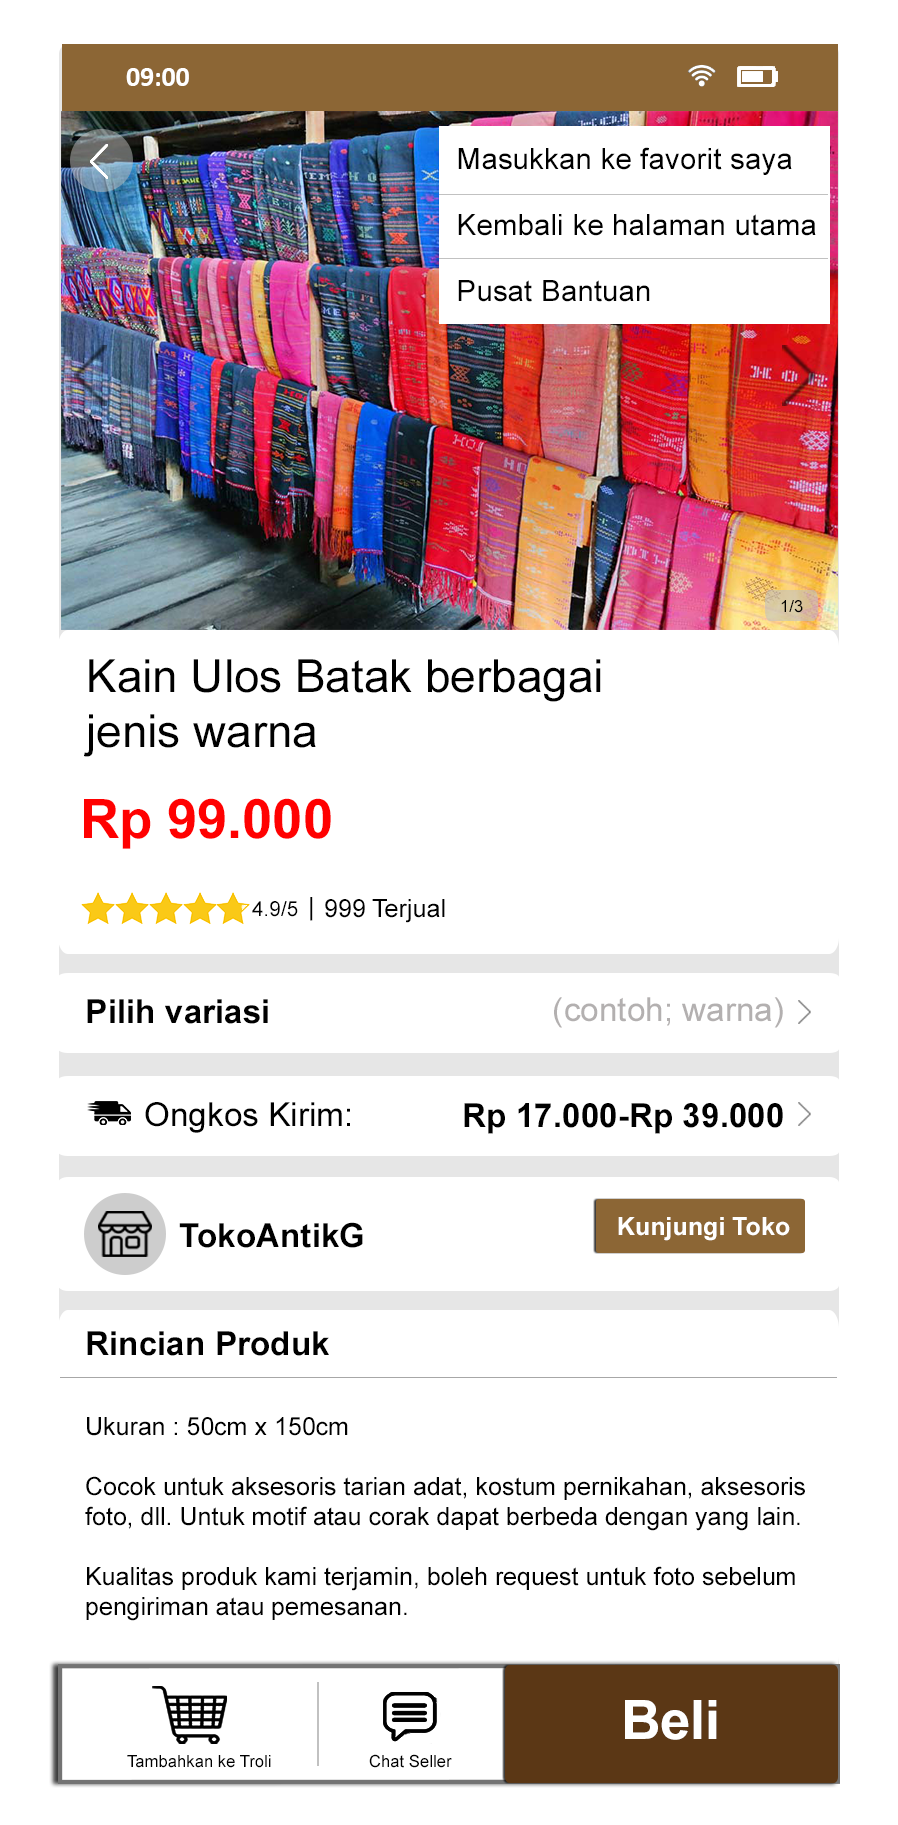 09:00
Masukkan ke favorit saya
Kembali ke halaman utama
Pusat Bantuan
1/3
Kain Ulos Batak berbagai
jenis warna
Rp 99.000
4.9/5 | 999 Terjual
Pilih variasi (contoh; warna)
Ongkos Kirim: Rp 17.000-Rp 39.000
TokoAntikG Kunjungi Toko
Rincian Produk
Ukuran : 50cm x 150cm
Cocok untuk aksesoris tarian adat, kostum pernikahan, aksesoris
foto, dll. Untuk motif atau corak dapat berbeda dengan yang lain.
Kualitas produk kami terjamin, boleh request untuk foto sebelum
pengiriman atau pemesanan.
Tambahkan ke Troli
Chat Seller
Beli